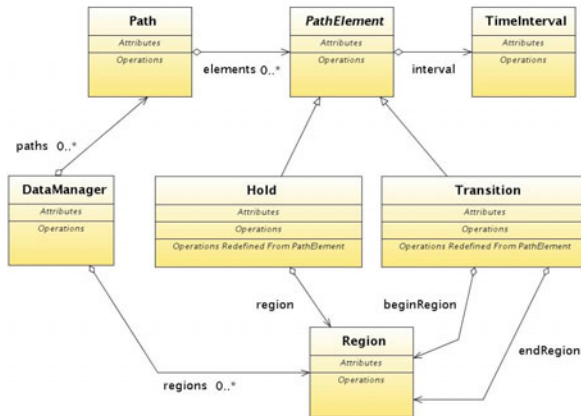 Path
Attributes
Operations
PathElement
Attributes
Operations
TimeInterval
Attributes
Operations
elements 0..*
interval
paths 0..*
DataManager
Attributes
Operations
Hold
Attributes
Operations
Operations Redefined From PathElement
Transition
Attributes
Operations
Operations Redefined From PathElement
region
beginRegion
endRegion
Region
Attributes
Operations
regions 0..*